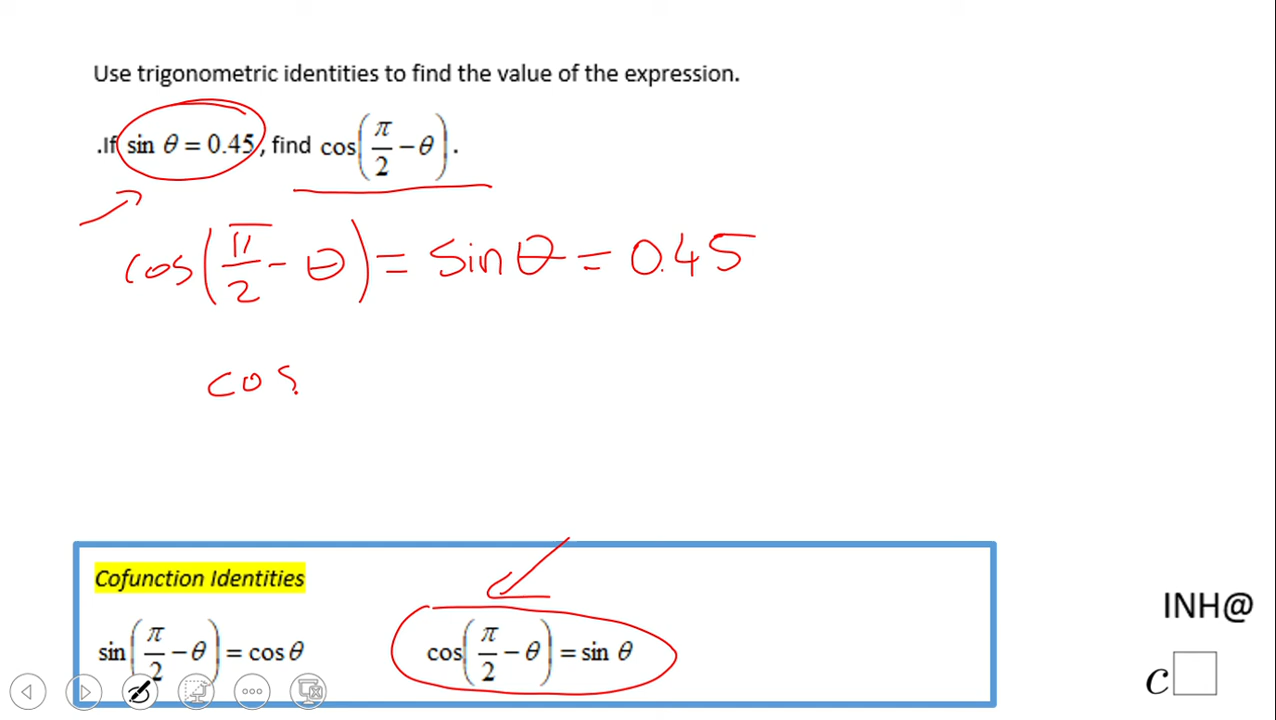 Use trigonometric identities to find the value of the expression.
.If sin θ = 0.45, find cos(π/2 − θ).
cos(π/2 - θ) = sinθ = 0.45
cos
Cofunction Identities
sin(π/2 − θ) = cos θ cos(π/2 − θ) = sin θ
INH@
c